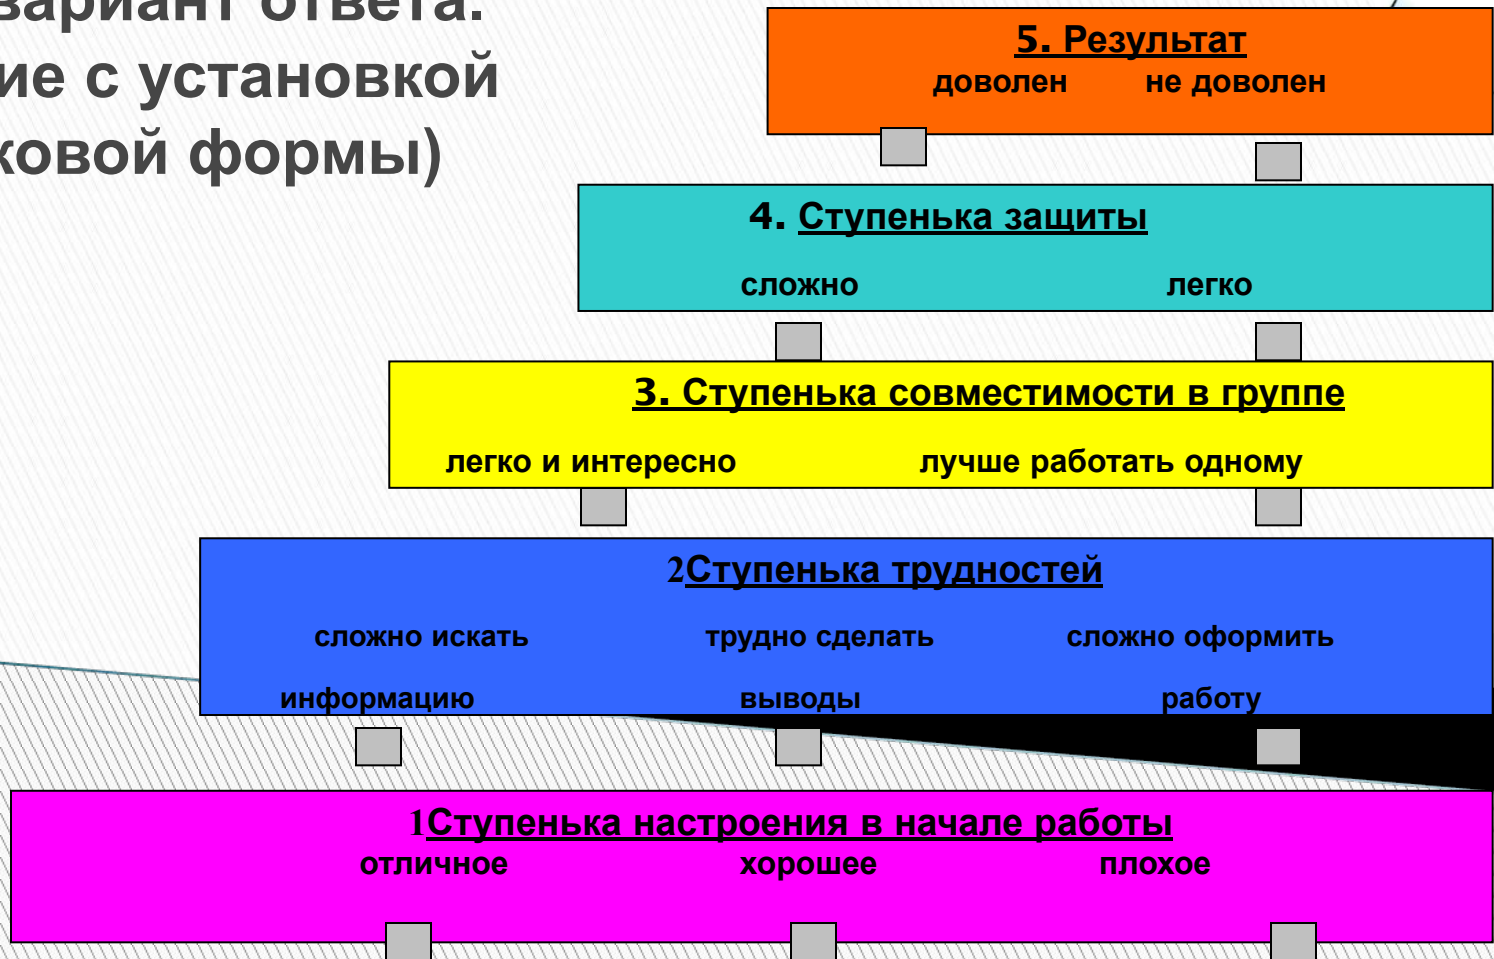 вариант ответа.
ие с установкой
ковой формы)
5. Результат
доволен не доволен
4. Ступенька защиты
сложно легко
3. Ступенька совместимости в группе
легко и интересно лучше работать одному
2Ступенька трудностей
сложно искать трудно сделать сложно оформить
информацию выводы работу
1Ступенька настроения в начале работы
отличное хорошее плохое